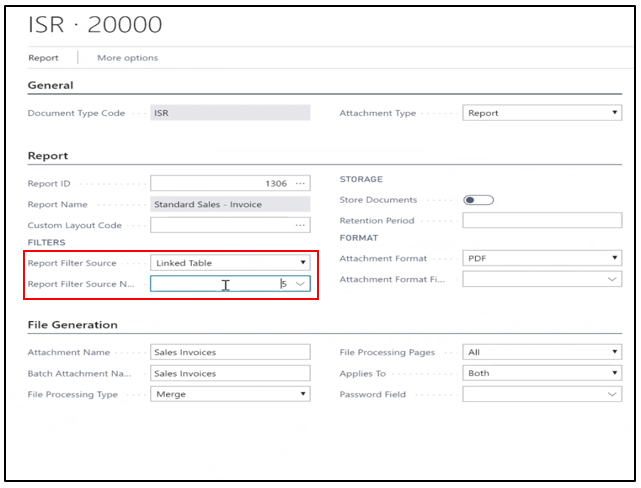 ISR · 20000
Report More options
General
Document Type Code ISR Attachment Type Report
Report
Report ID 1306 ··· STORAGE
Report Name Standard Sales - Invoice Store Documents
Custom Layout Code ··· Retention Period
FILTERS FORMAT
Report Filter Source Linked Table Attachment Format PDF
Report Filter Source N... 5 Attachment Format Fi...
File Generation
Attachment Name Sales Invoices File Processing Pages All
Batch Attachment Na... Sales Invoices Applies To Both
File Processing Type Merge Password Field